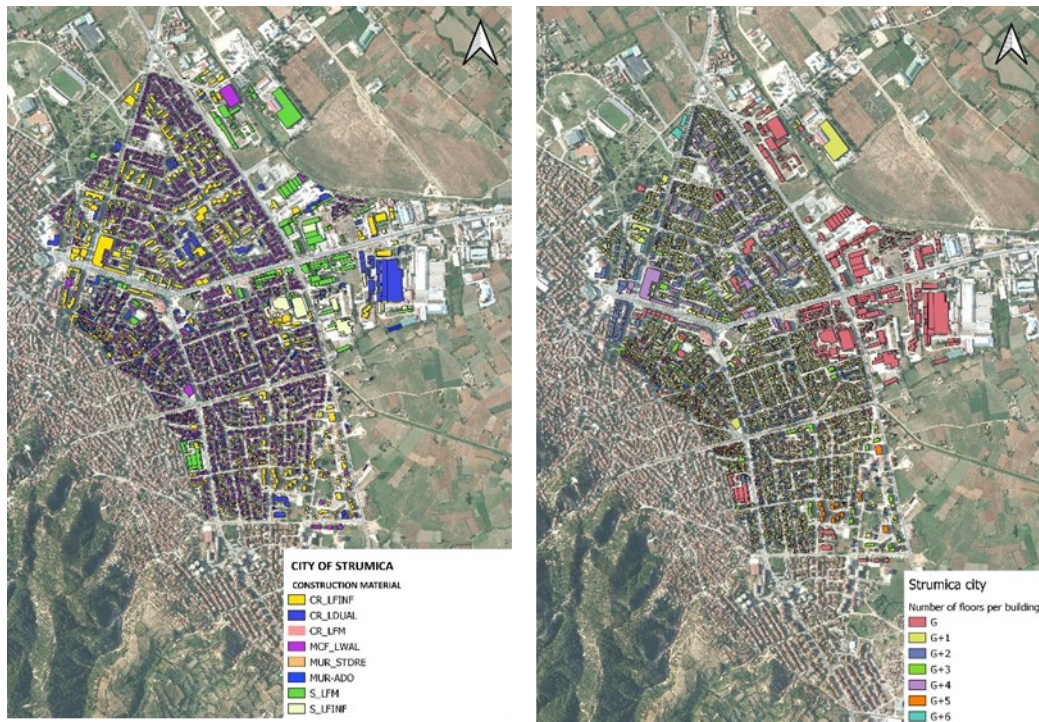 CITY OF STRUMICA
CONSTRUCTION MATERIAL
CR_LFINF
CR_LDUAL
CR_LFM
MCF_LWAL
MUR_STDRE
MUR-ADO
S_LFM
S_LFINF
Strumica city
Number of floors per building
G
G+1
G+2
G+3
G+4
G+5
G+6